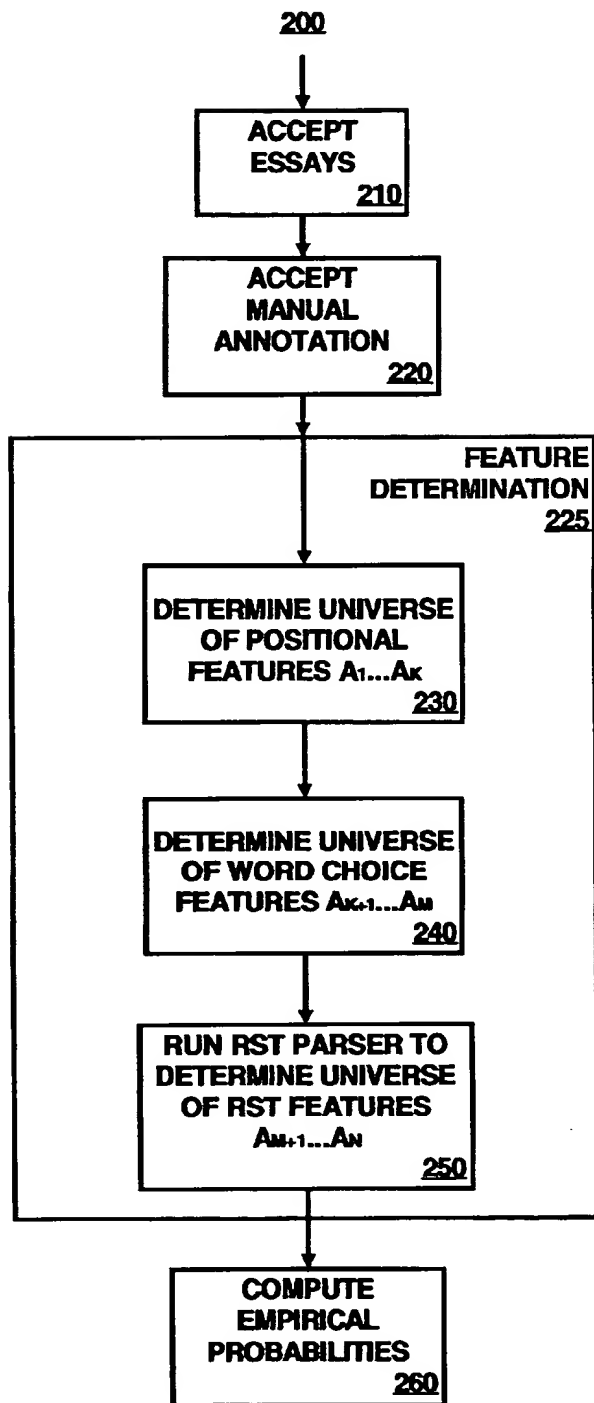 200
ACCEPT
ESSAYS
210
ACCEPT
MANUAL
ANNOTATION
220
FEATURE
DETERMINATION
225
DETERMINE UNIVERSE
OF POSITIONAL
FEATURES A1...AK
230
DETERMINE UNIVERSE
OF WORD CHOICE
FEATURES AK+1...AM
240
RUN RST PARSER TO
DETERMINE UNIVERSE
OF RST FEATURES
AM+1...AN
250
COMPUTE
EMPIRICAL
PROBABILITIES
260